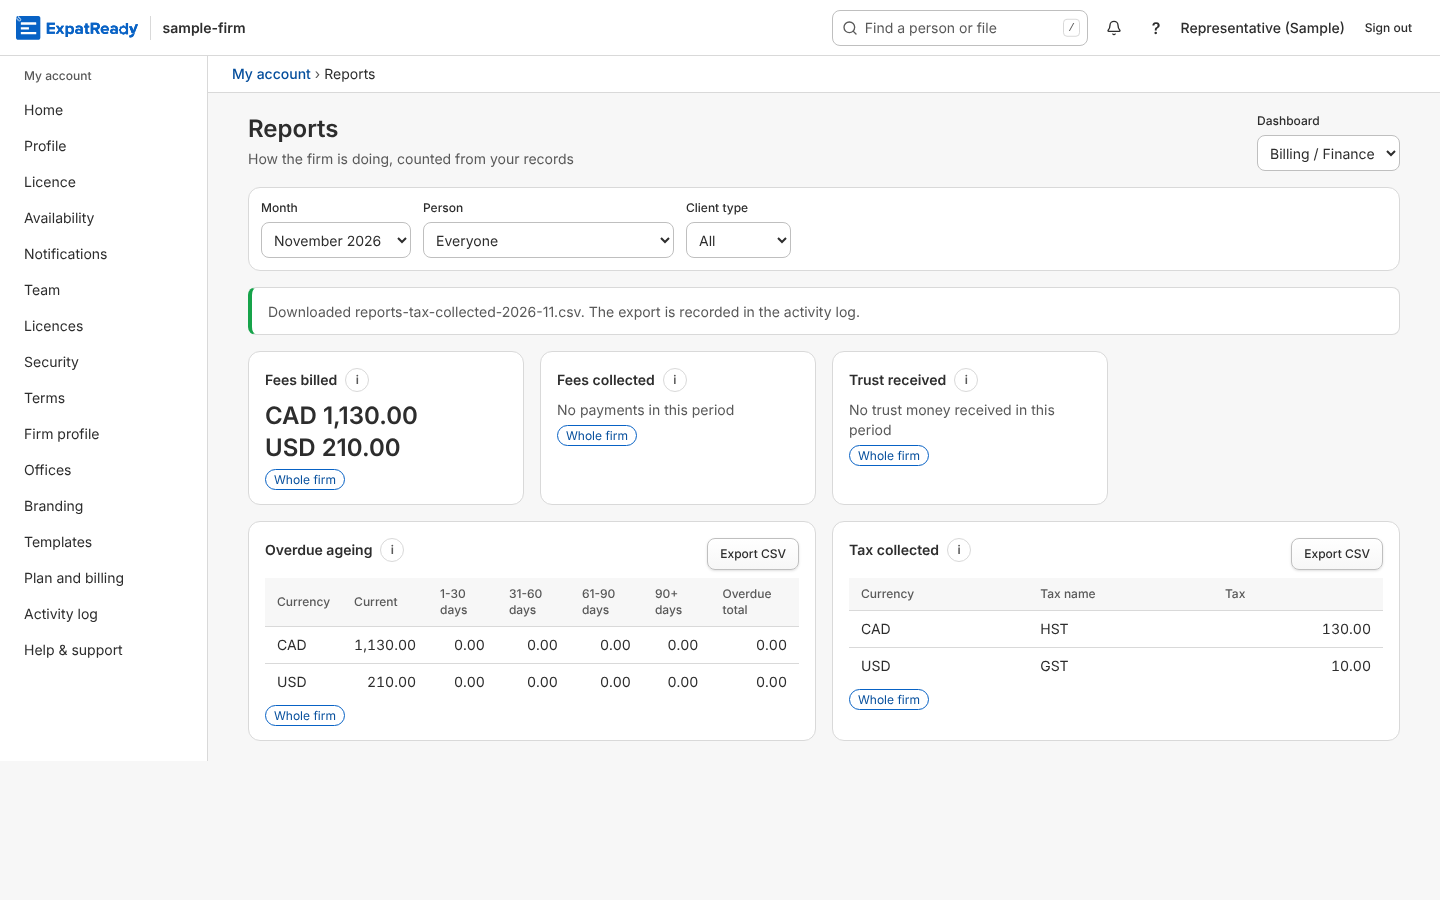 ExpatReady
sample-firm
Find a person or file
/
?
Representative (Sample)
Sign out
My account
Home
Profile
Licence
Availability
Notifications
Team
Licences
Security
Terms
Firm profile
Offices
Branding
Templates
Plan and billing
Activity log
Help & support
My account › Reports
Reports
How the firm is doing, counted from your records
Dashboard
Billing / Finance
Month
Person
Client type
November 2026
Everyone
All
Downloaded reports-tax-collected-2026-11.csv. The export is recorded in the activity log.
Fees billed i
CAD 1,130.00
USD 210.00
Whole firm
Fees collected i
No payments in this period
Whole firm
Trust received i
No trust money received in this
period
Whole firm
Overdue ageing i
Export CSV
Currency Current 1-30 days 31-60 days 61-90 days 90+ days Overdue total
CAD 1,130.00 0.00 0.00 0.00 0.00 0.00
USD 210.00 0.00 0.00 0.00 0.00 0.00
Whole firm
Tax collected i
Export CSV
Currency Tax name Tax
CAD HST 130.00
USD GST 10.00
Whole firm